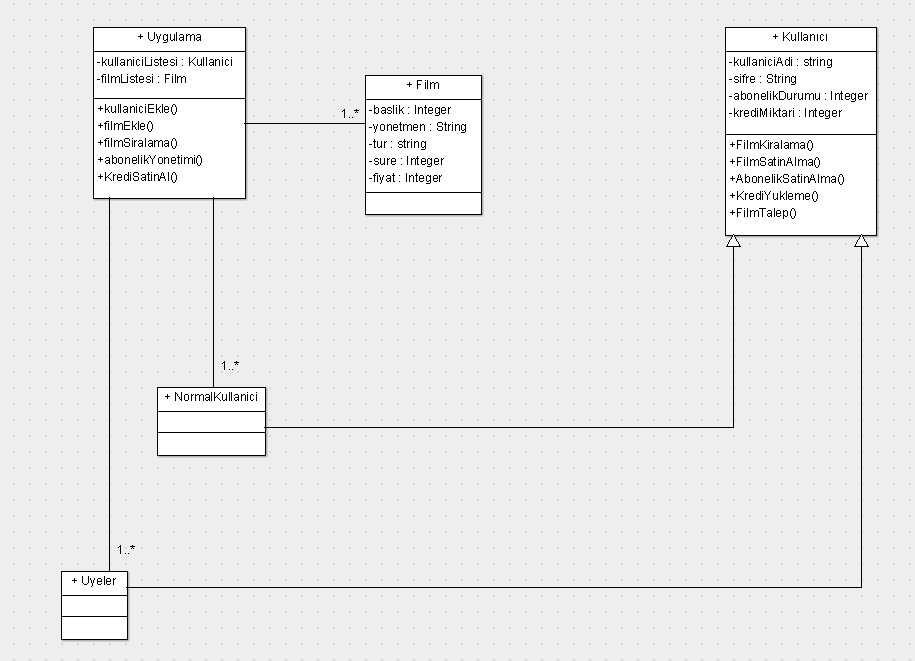 + Uygulama
-kullaniciListesi : Kullanici
-filmListesi : Film
+kullaniciEkle()
+filmEkle()
+filmSiralama()
+abonelikYonetimi()
+KrediSatinAl()
1..*
+ Film
-baslik : Integer
-yonetmen : String
-tur : string
-sure : Integer
-fiyat : Integer
+ Kullanıcı
-kullaniciAdi : string
-sifre : String
-abonelikDurumu : Integer
-krediMiktari : Integer
+FilmKiralama()
+FilmSatinAlma()
+AbonelikSatinAlma()
+KrediYukleme()
+FilmTalep()
1..*
+ NormalKullanici
1..*
+ Uyeler